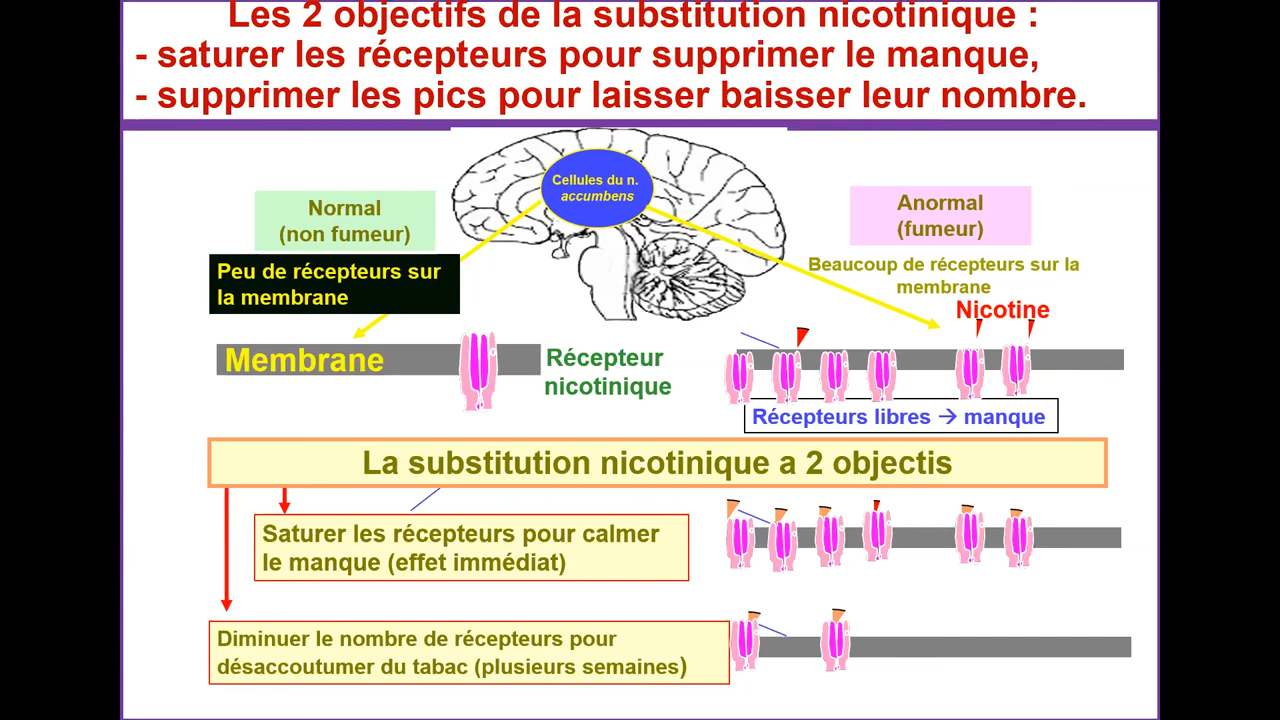 Les 2 objectifs de la substitution nicotinique :
- saturer les récepteurs pour supprimer le manque,
- supprimer les pics pour laisser baisser leur nombre.
Cellules du n.
accumbens
Normal
(non fumeur)
Anormal
(fumeur)
Peu de récepteurs sur
la membrane
Beaucoup de récepteurs sur la
membrane
Nicotine
Membrane
Récepteur
nicotinique
Récepteurs libres → manque
La substitution nicotinique a 2 objectis
Saturer les récepteurs pour calmer
le manque (effet immédiat)
Diminuer le nombre de récepteurs pour
désaccoutumer du tabac (plusieurs semaines)